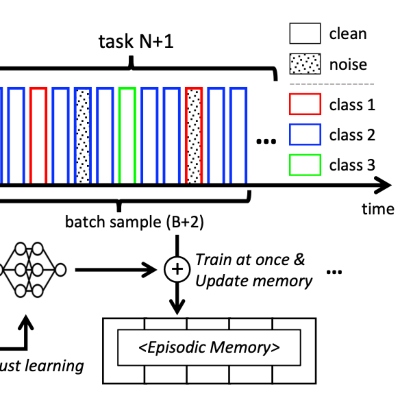 task N+1
clean
noise
class 1
class 2
class 3
...
time
batch sample (B+2)
+
Train at once &
Update memory
...
<Episodic Memory>
learning